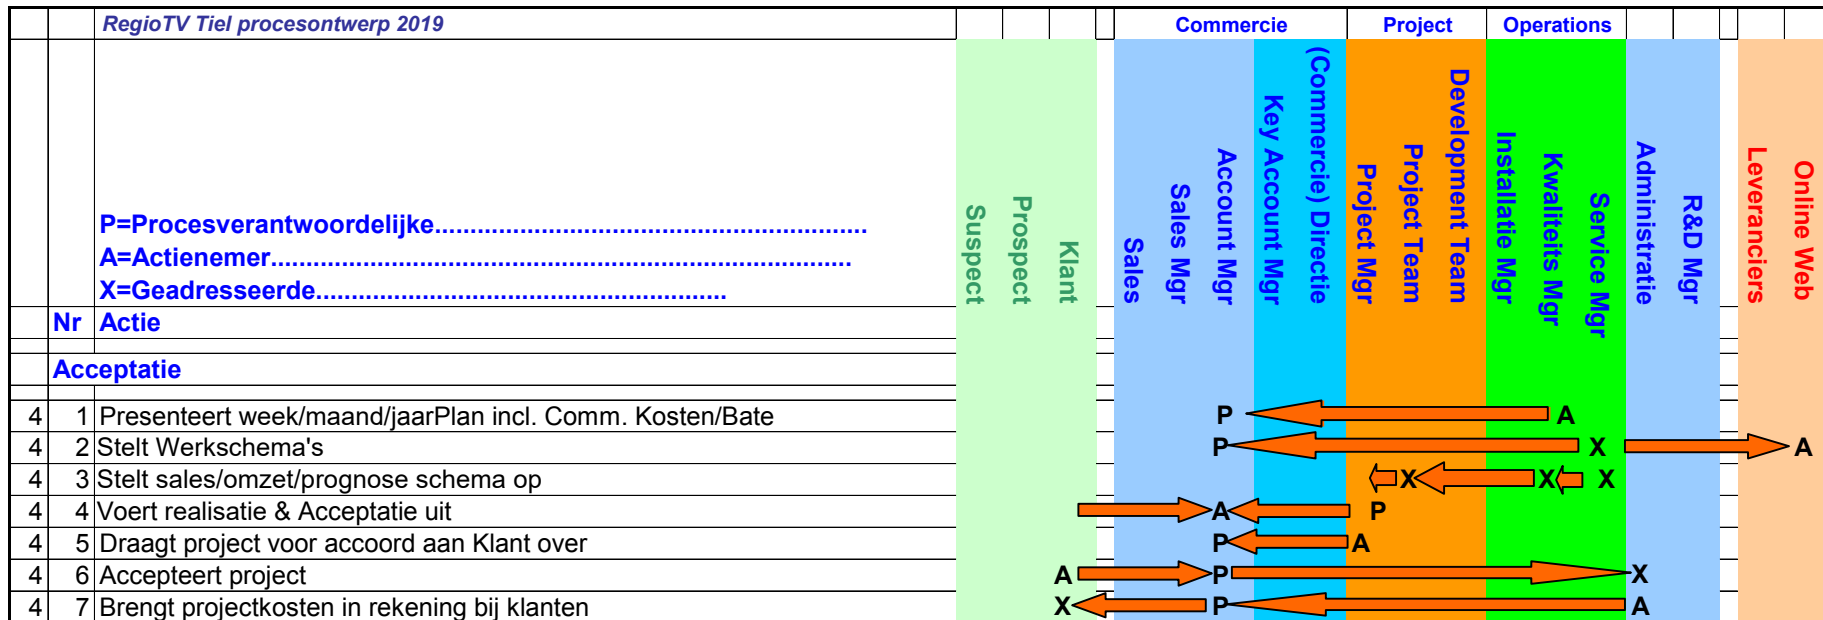 RegioTV Tiel procesontwerp 2019
Commercie Project Operations
P=Procesverantwoordelijke.............................................................
A=Actienemer..................................................................................
X=Geadresseerde..........................................................
Suspect
Prospect
Klant
Sales
Sales Mgr
Account Mgr
Key Account Mgr
(Commercie) Directie
Project Mgr
Project Team
Development Team
Installatie Mgr
Kwaliteits Mgr
Service Mgr
Administratie
R&D Mgr
Leveranciers
Online Web
Nr Actie
Acceptatie
4 1 Presenteert week/maand/jaarPlan incl. Comm. Kosten/Bate P A
4 2 Stelt Werkschema's P X A
4 3 Stelt sales/omzet/prognose schema op X X X
4 4 Voert realisatie & Acceptatie uit A P
4 5 Draagt project voor accoord aan Klant over P A
4 6 Accepteert project A P X
4 7 Brengt projectkosten in rekening bij klanten X P A